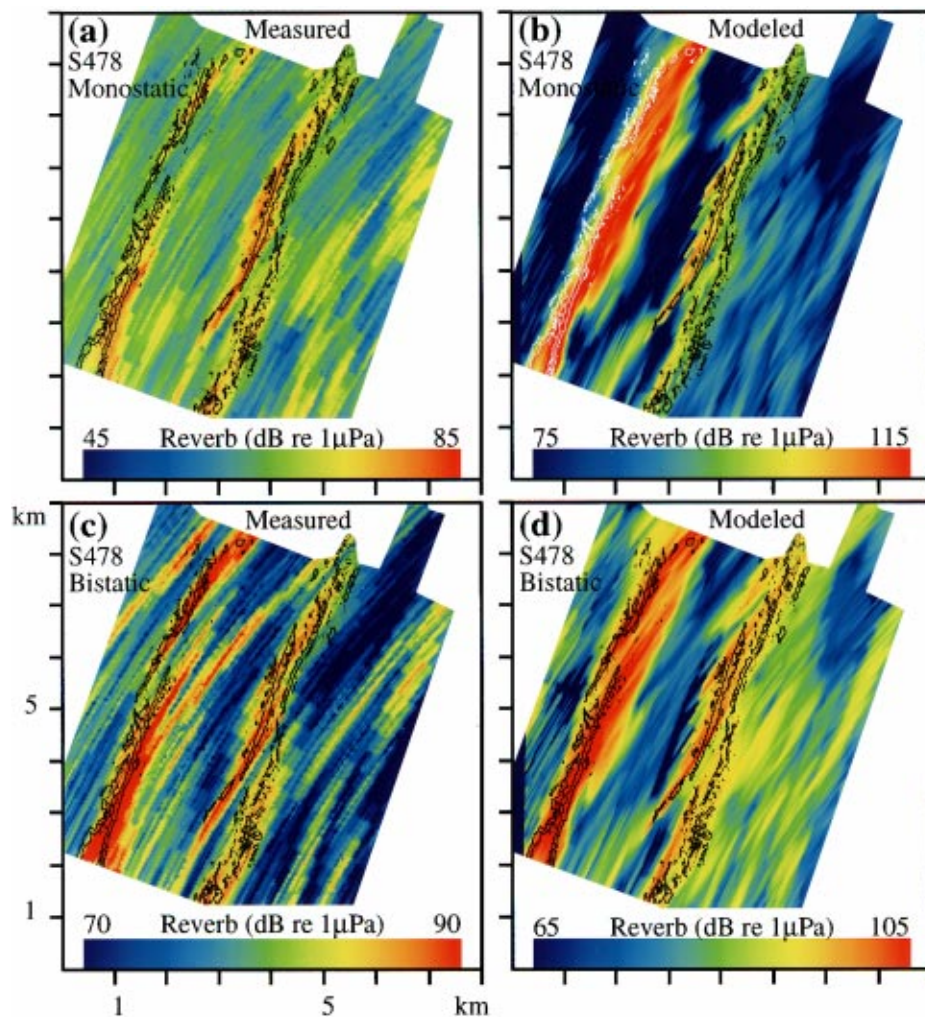 (a) Measured
S478
Monostatic
45 Reverb (dB re 1µPa) 85
(b) Modeled
S478
Monostatic
75 Reverb (dB re 1µPa) 115
km
(c) Measured
S478
Bistatic
5
1
70 Reverb (dB re 1µPa) 90
1 5 km
(d) Modeled
S478
Bistatic
65 Reverb (dB re 1µPa) 105